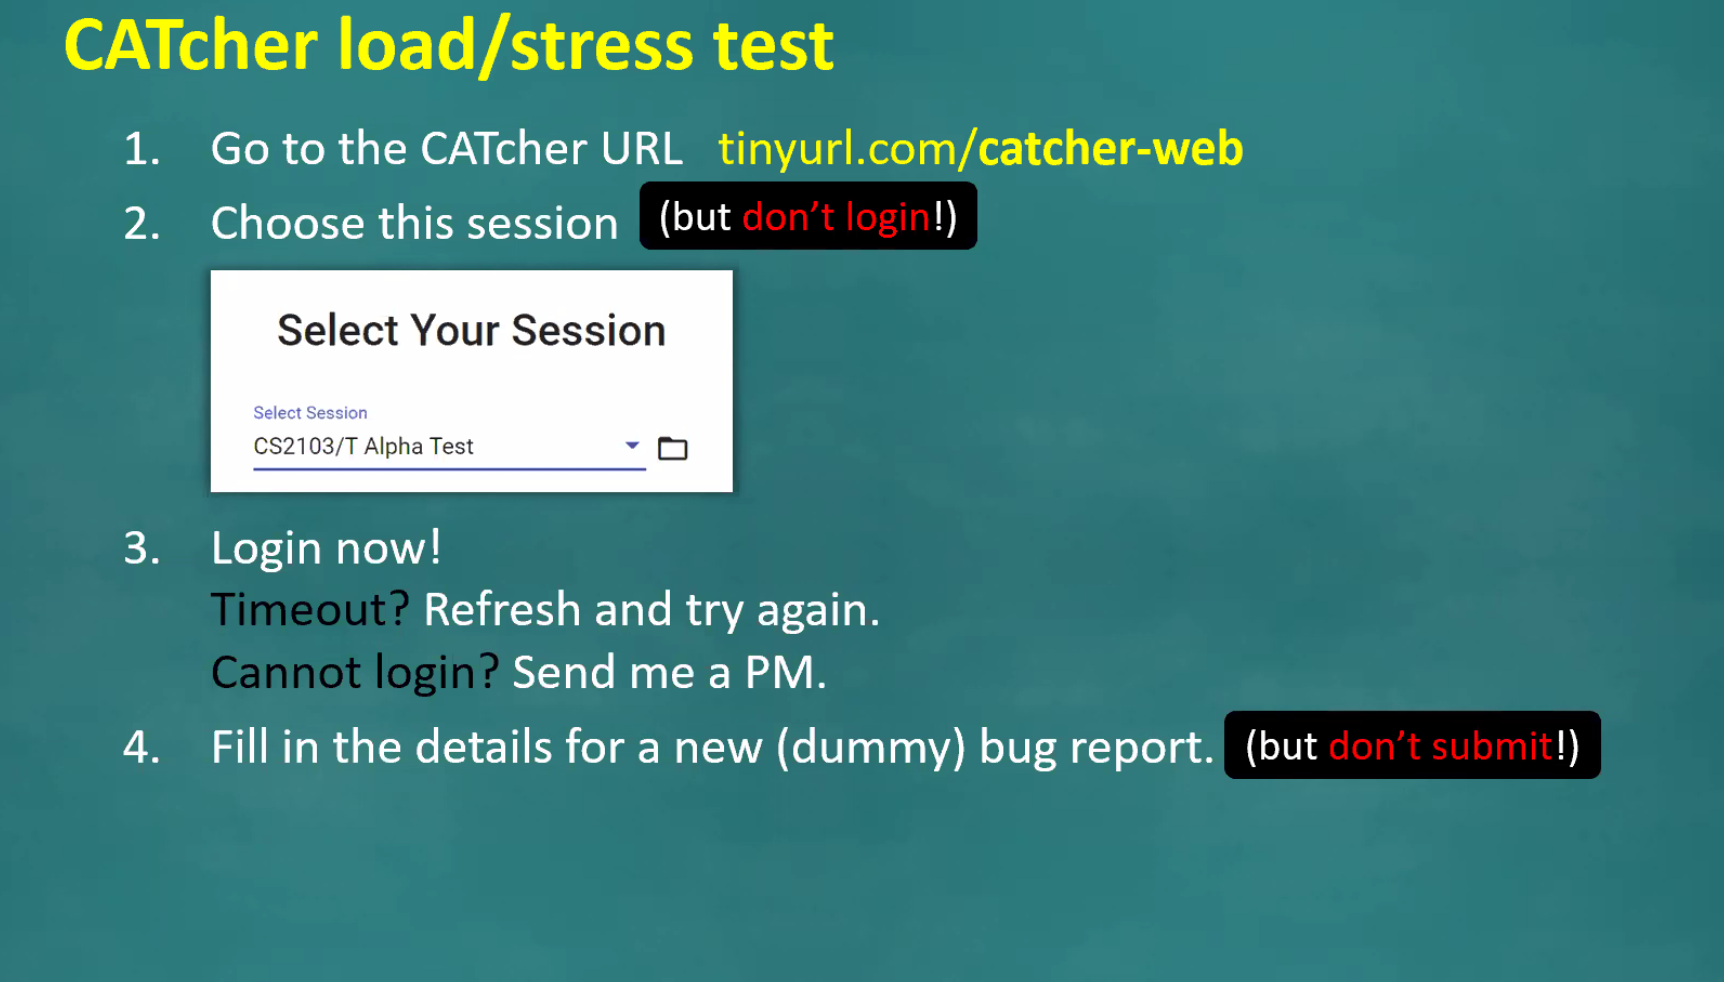 CATcher load/stress test
1. Go to the CATcher URL tinyurl.com/catcher-web
2. Choose this session (but don't login!)
Select Your Session
Select Session
CS2103/T Alpha Test
3. Login now!
Timeout? Refresh and try again.
Cannot login? Send me a PM.
4. Fill in the details for a new (dummy) bug report. (but don't submit!)